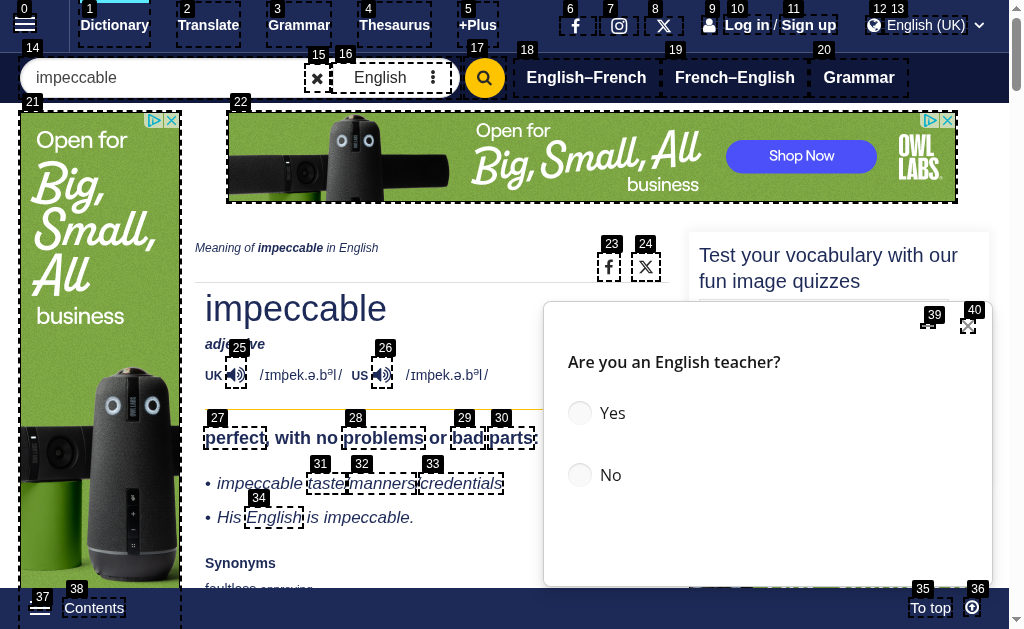 0 1 2 3 4 5 6 7 8 9 10 11 12 13
Dictionary Translate Grammar Thesaurus +Plus Log in / Sign up English (UK)
14 15 16 17 18 19 20
impeccable English English–French French–English Grammar
21 22
Open for
Big,
Small,
All
business
Open for
Big, Small, All
business
Shop Now
OWL
LABS
Meaning of impeccable in English
23 24
impeccable
adjective
25 26
UK /ɪmˈpek.ə.bəl/ US /ɪmˈpek.ə.bəl/
27 28 29 30
perfect, with no problems or bad parts:
31 32 33
• impeccable taste/manners/credentials
34
• His English is impeccable.
Synonyms
faultless approving
Test your vocabulary with our
fun image quizzes
39 40
Are you an English teacher?
Yes
No
37 38 35 36
Contents To top